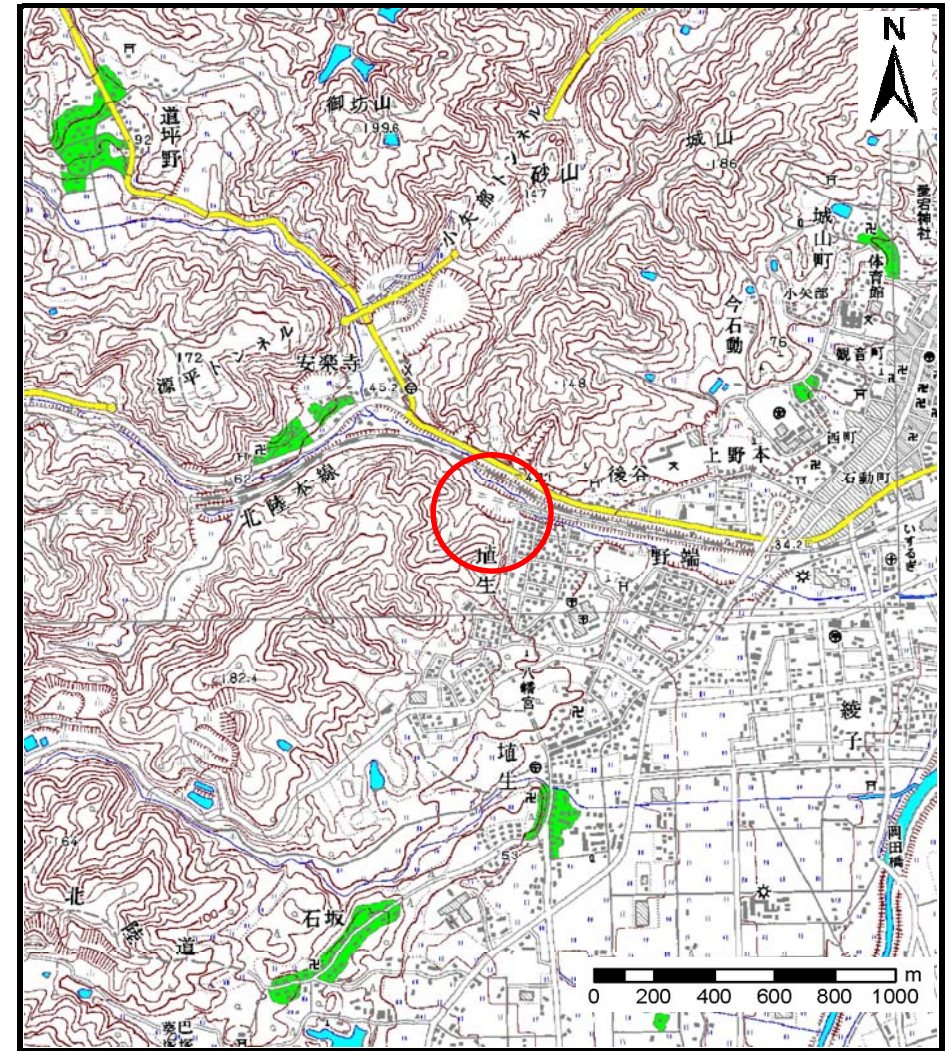 N
道坪野
92
御坊山
199.6
小矢部トンネル
砂山
147
城山
186
愛宕神社
城山町
体育館
小矢部
今石動
76
観音町
172
源平トンネル
安楽寺
45.2
148
西町
上野本
後谷
石動町
62
北陸本線
いするぎ
34.2
野端
埴生
182.4
八幡宮
綾子
埴生
164
53
岡田橋
北陸道
石坂
m
0 200 400 600 800 1000